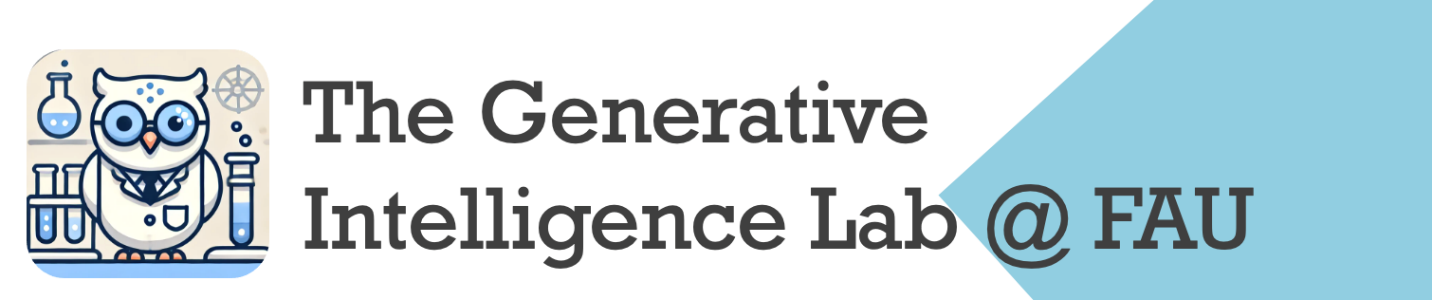 The Generative
Intelligence Lab @ FAU